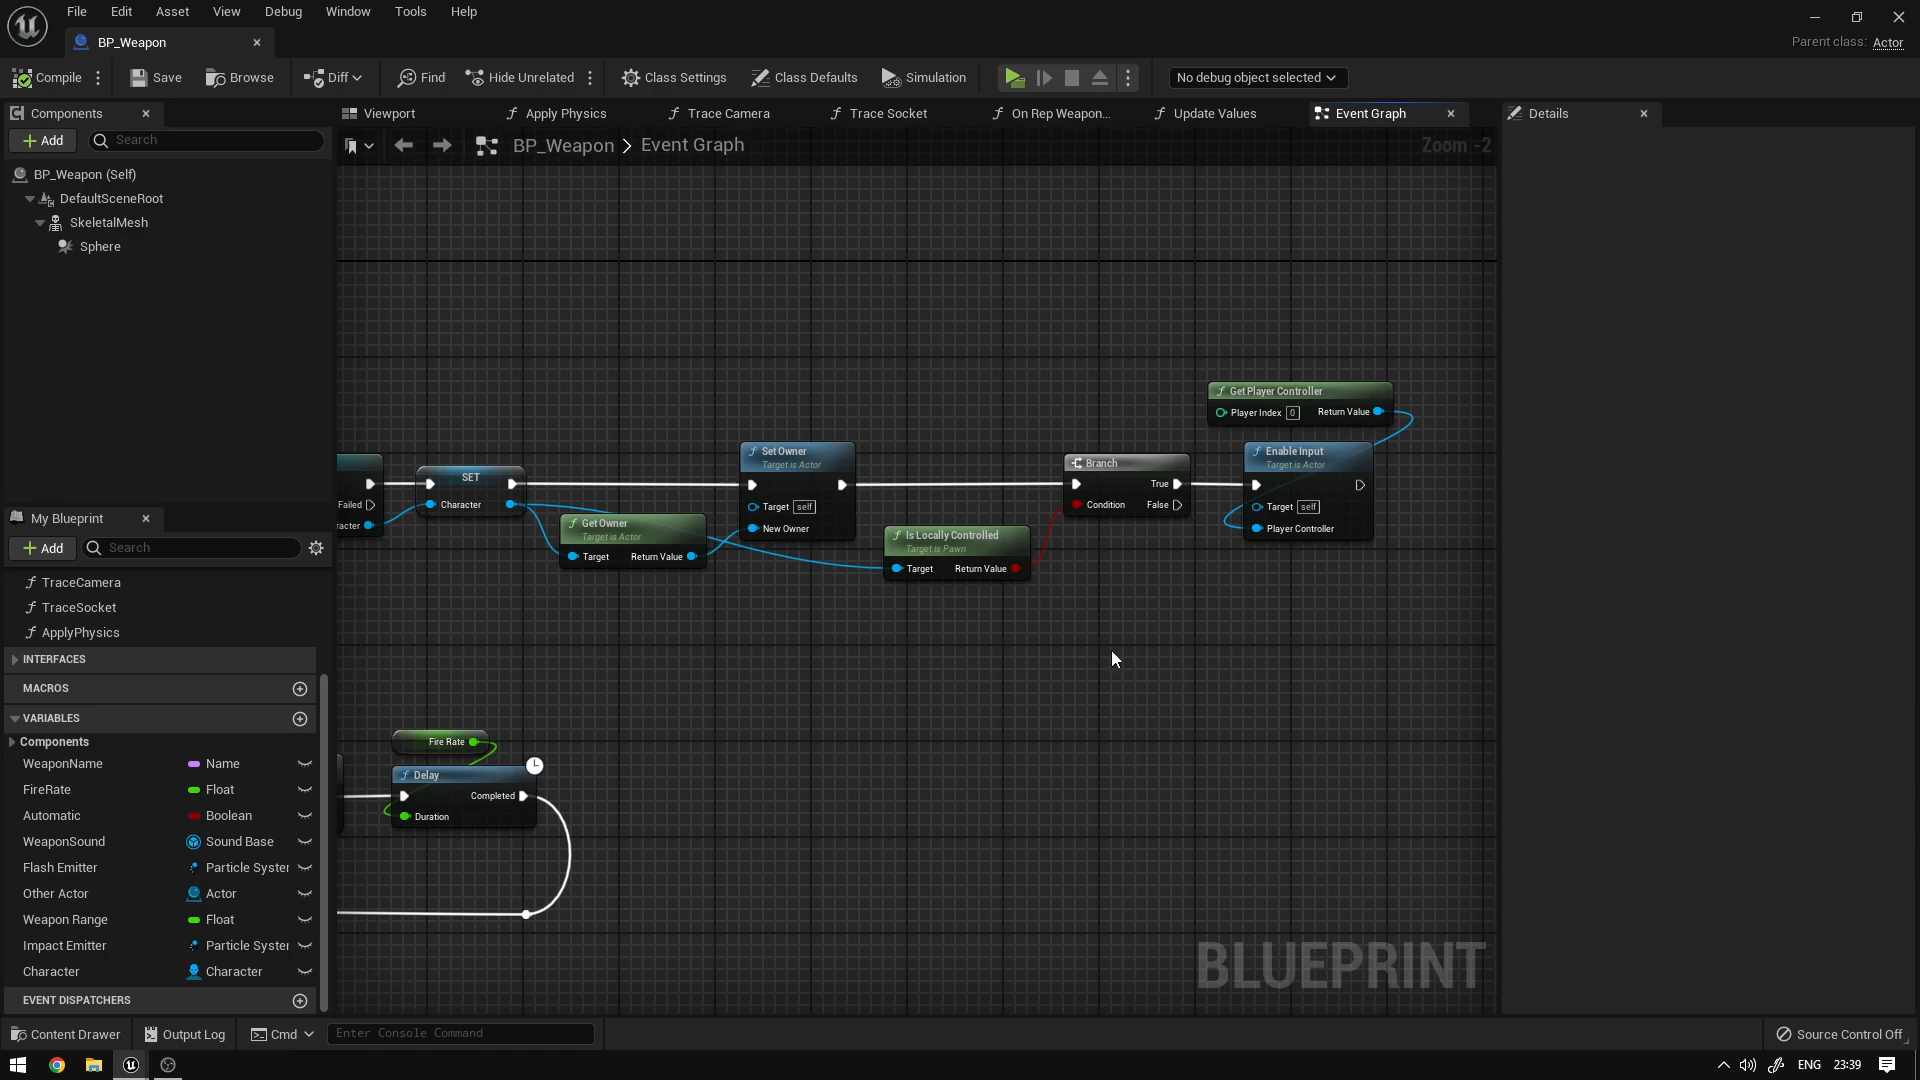 File Edit Asset View Debug Window Tools Help
BP_Weapon
Parent class: Actor
Compile Save Browse Diff Find Hide Unrelated Class Settings Class Defaults Simulation No debug object selected
Components
Viewport Apply Physics Trace Camera Trace Socket On Rep Weapon... Update Values Event Graph
Details
Add Search
BP_Weapon > Event Graph
Zoom -2
BP_Weapon (Self)
DefaultSceneRoot
SkeletalMesh
Sphere
Get Player Controller
Player Index 0 Return Value
SET
Character
Failed
racter
Set Owner
Target is Actor
Target self
New Owner
Get Owner
Target is Actor
Target Return Value
Is Locally Controlled
Target is Pawn
Target Return Value
Branch
True
Condition False
Enable Input
Target is Actor
Target self
Player Controller
My Blueprint
Add Search
TraceCamera
TraceSocket
ApplyPhysics
INTERFACES
MACROS
VARIABLES
Components
WeaponName Name
FireRate Float
Automatic Boolean
WeaponSound Sound Base
Flash Emitter Particle Syster
Other Actor Actor
Weapon Range Float
Impact Emitter Particle Syster
Character Character
EVENT DISPATCHERS
Fire Rate
Delay
Completed
Duration
BLUEPRINT
Content Drawer Output Log Cmd Enter Console Command Source Control Off
ENG 23:39